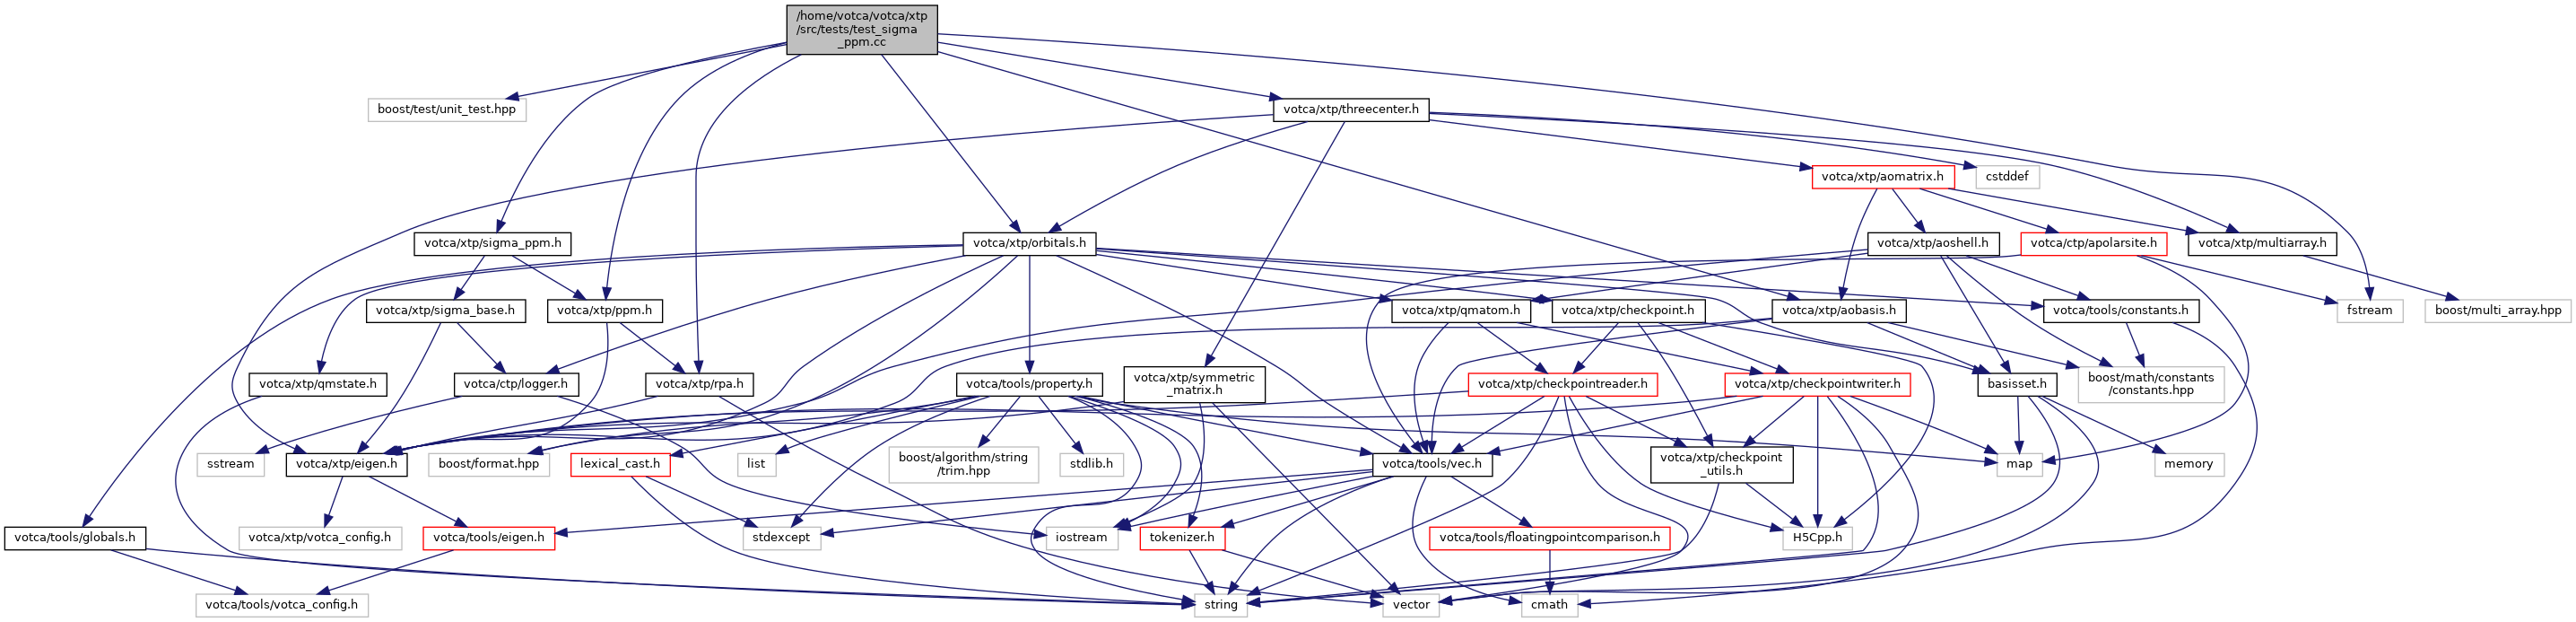 /home/votca/votca/xtp
/src/tests/test_sigma
_ppm.cc
boost/test/unit_test.hpp
votca/xtp/threecenter.h
votca/xtp/aomatrix.h
cstddef
votca/xtp/sigma_ppm.h
votca/xtp/orbitals.h
votca/xtp/aoshell.h
votca/ctp/apolarsite.h
votca/xtp/multiarray.h
votca/xtp/sigma_base.h
votca/xtp/ppm.h
votca/xtp/qmatom.h
votca/xtp/checkpoint.h
votca/xtp/aobasis.h
votca/tools/constants.h
fstream
boost/multi_array.hpp
votca/xtp/qmstate.h
votca/ctp/logger.h
votca/xtp/rpa.h
votca/tools/property.h
votca/xtp/symmetric
_matrix.h
votca/xtp/checkpointreader.h
votca/xtp/checkpointwriter.h
basisset.h
boost/math/constants
/constants.hpp
sstream
votca/xtp/eigen.h
boost/format.hpp
lexical_cast.h
list
boost/algorithm/string
/trim.hpp
stdlib.h
votca/tools/vec.h
votca/xtp/checkpoint
_utils.h
map
memory
votca/tools/globals.h
votca/xtp/votca_config.h
votca/tools/eigen.h
stdexcept
iostream
tokenizer.h
votca/tools/floatingpointcomparison.h
H5Cpp.h
votca/tools/votca_config.h
string
vector
cmath